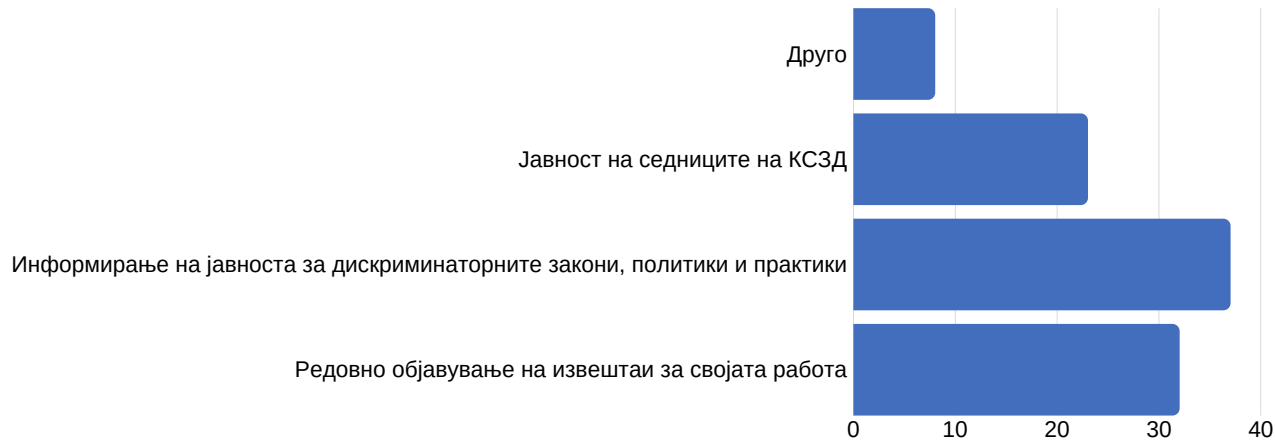 Друго
Јавност на седниците на КСЗД
Информирање на јавноста за дискриминаторните закони, политики и практики
Редовно објавување на извештаи за својата работа
0 10 20 30 40